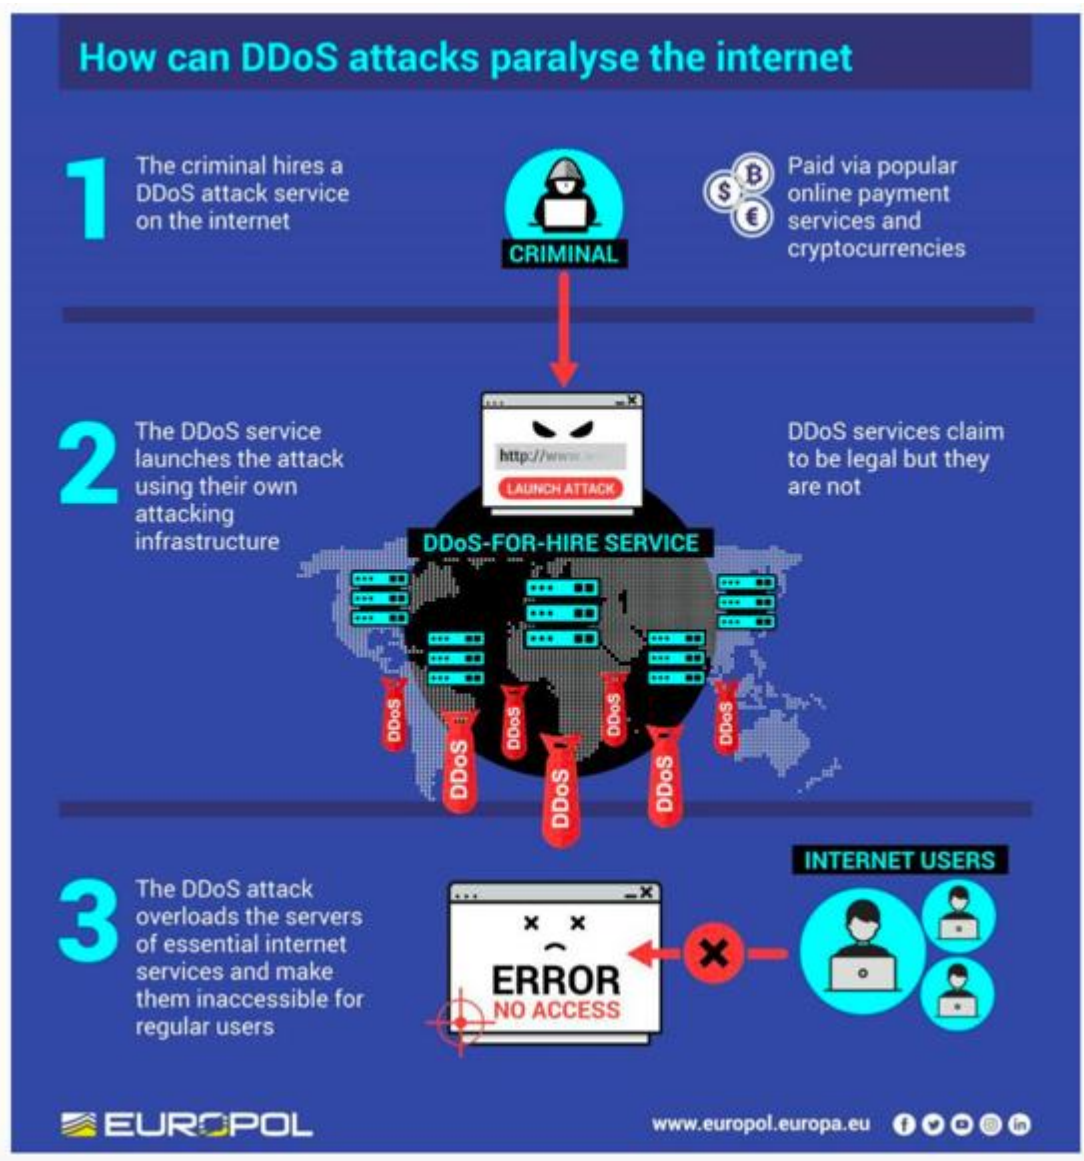 How can DDoS attacks paralyse the internet
1
The criminal hires a
DDoS attack service
on the internet
CRIMINAL
$
B
€
Paid via popular
online payment
services and
cryptocurrencies
2
The DDoS service
launches the attack
using their own
attacking
infrastructure
http://www.
LAUNCH ATTACK
DDoS services claim
to be legal but they
are not
DDoS-FOR-HIRE SERVICE
DDoS
DDoS
DDoS
DDoS
DDoS
DDoS
DDoS
3
The DDoS attack
overloads the servers
of essential internet
services and make
them inaccessible for
regular users
ERROR
NO ACCESS
INTERNET USERS
EUROPOL
www.europol.europa.eu